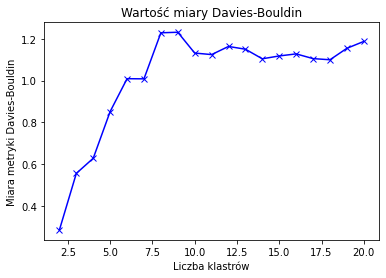 Wartość miary Davies-Bouldin
Miara metryki Davies-Bouldin
1.2
1.0
0.8
0.6
0.4
2.5 5.0 7.5 10.0 12.5 15.0 17.5 20.0
Liczba klastrów